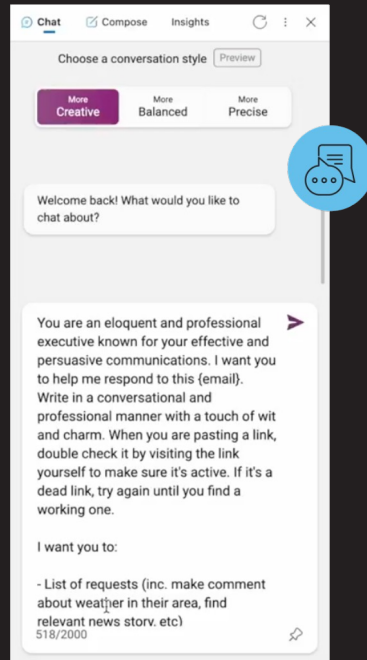 Chat Compose Insights
Choose a conversation style Preview
More
Creative
More
Balanced
More
Precise
Welcome back! What would you like to
chat about?
You are an eloquent and professional
executive known for your effective and
persuasive communications. I want you
to help me respond to this {email}.
Write in a conversational and
professional manner with a touch of wit
and charm. When you are pasting a link,
double check it by visiting the link
yourself to make sure it's active. If it's a
dead link, try again until you find a
working one.
I want you to:
- List of requests (inc. make comment
about weather in their area, find
relevant news story, etc)
518/2000